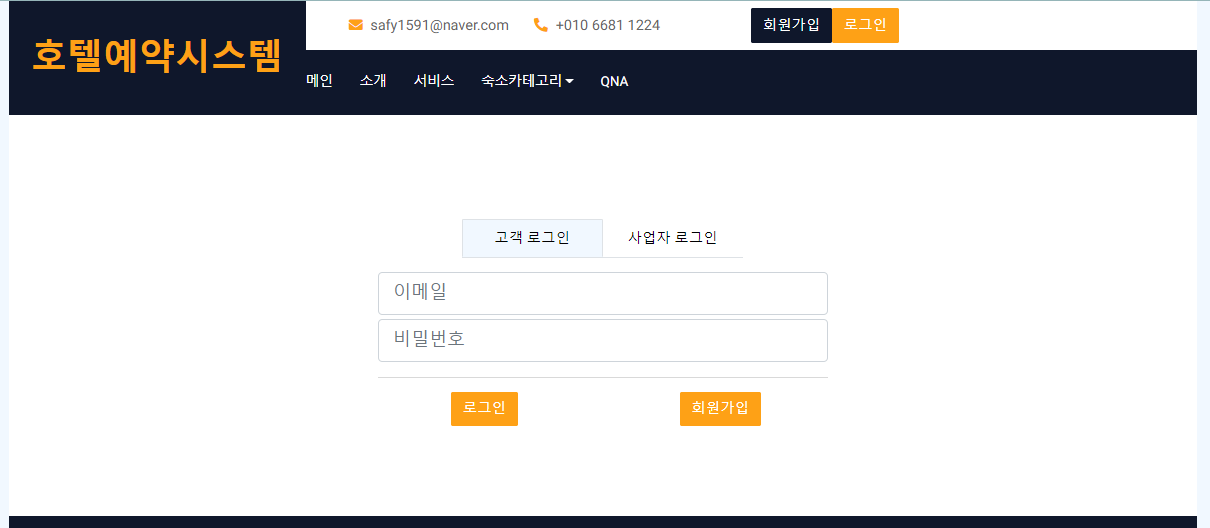 호텔예약시스템
safy1591@naver.com +010 6681 1224 회원가입 로그인
메인 소개 서비스 숙소카테고리 QNA
고객 로그인 사업자 로그인
이메일
비밀번호
로그인 회원가입